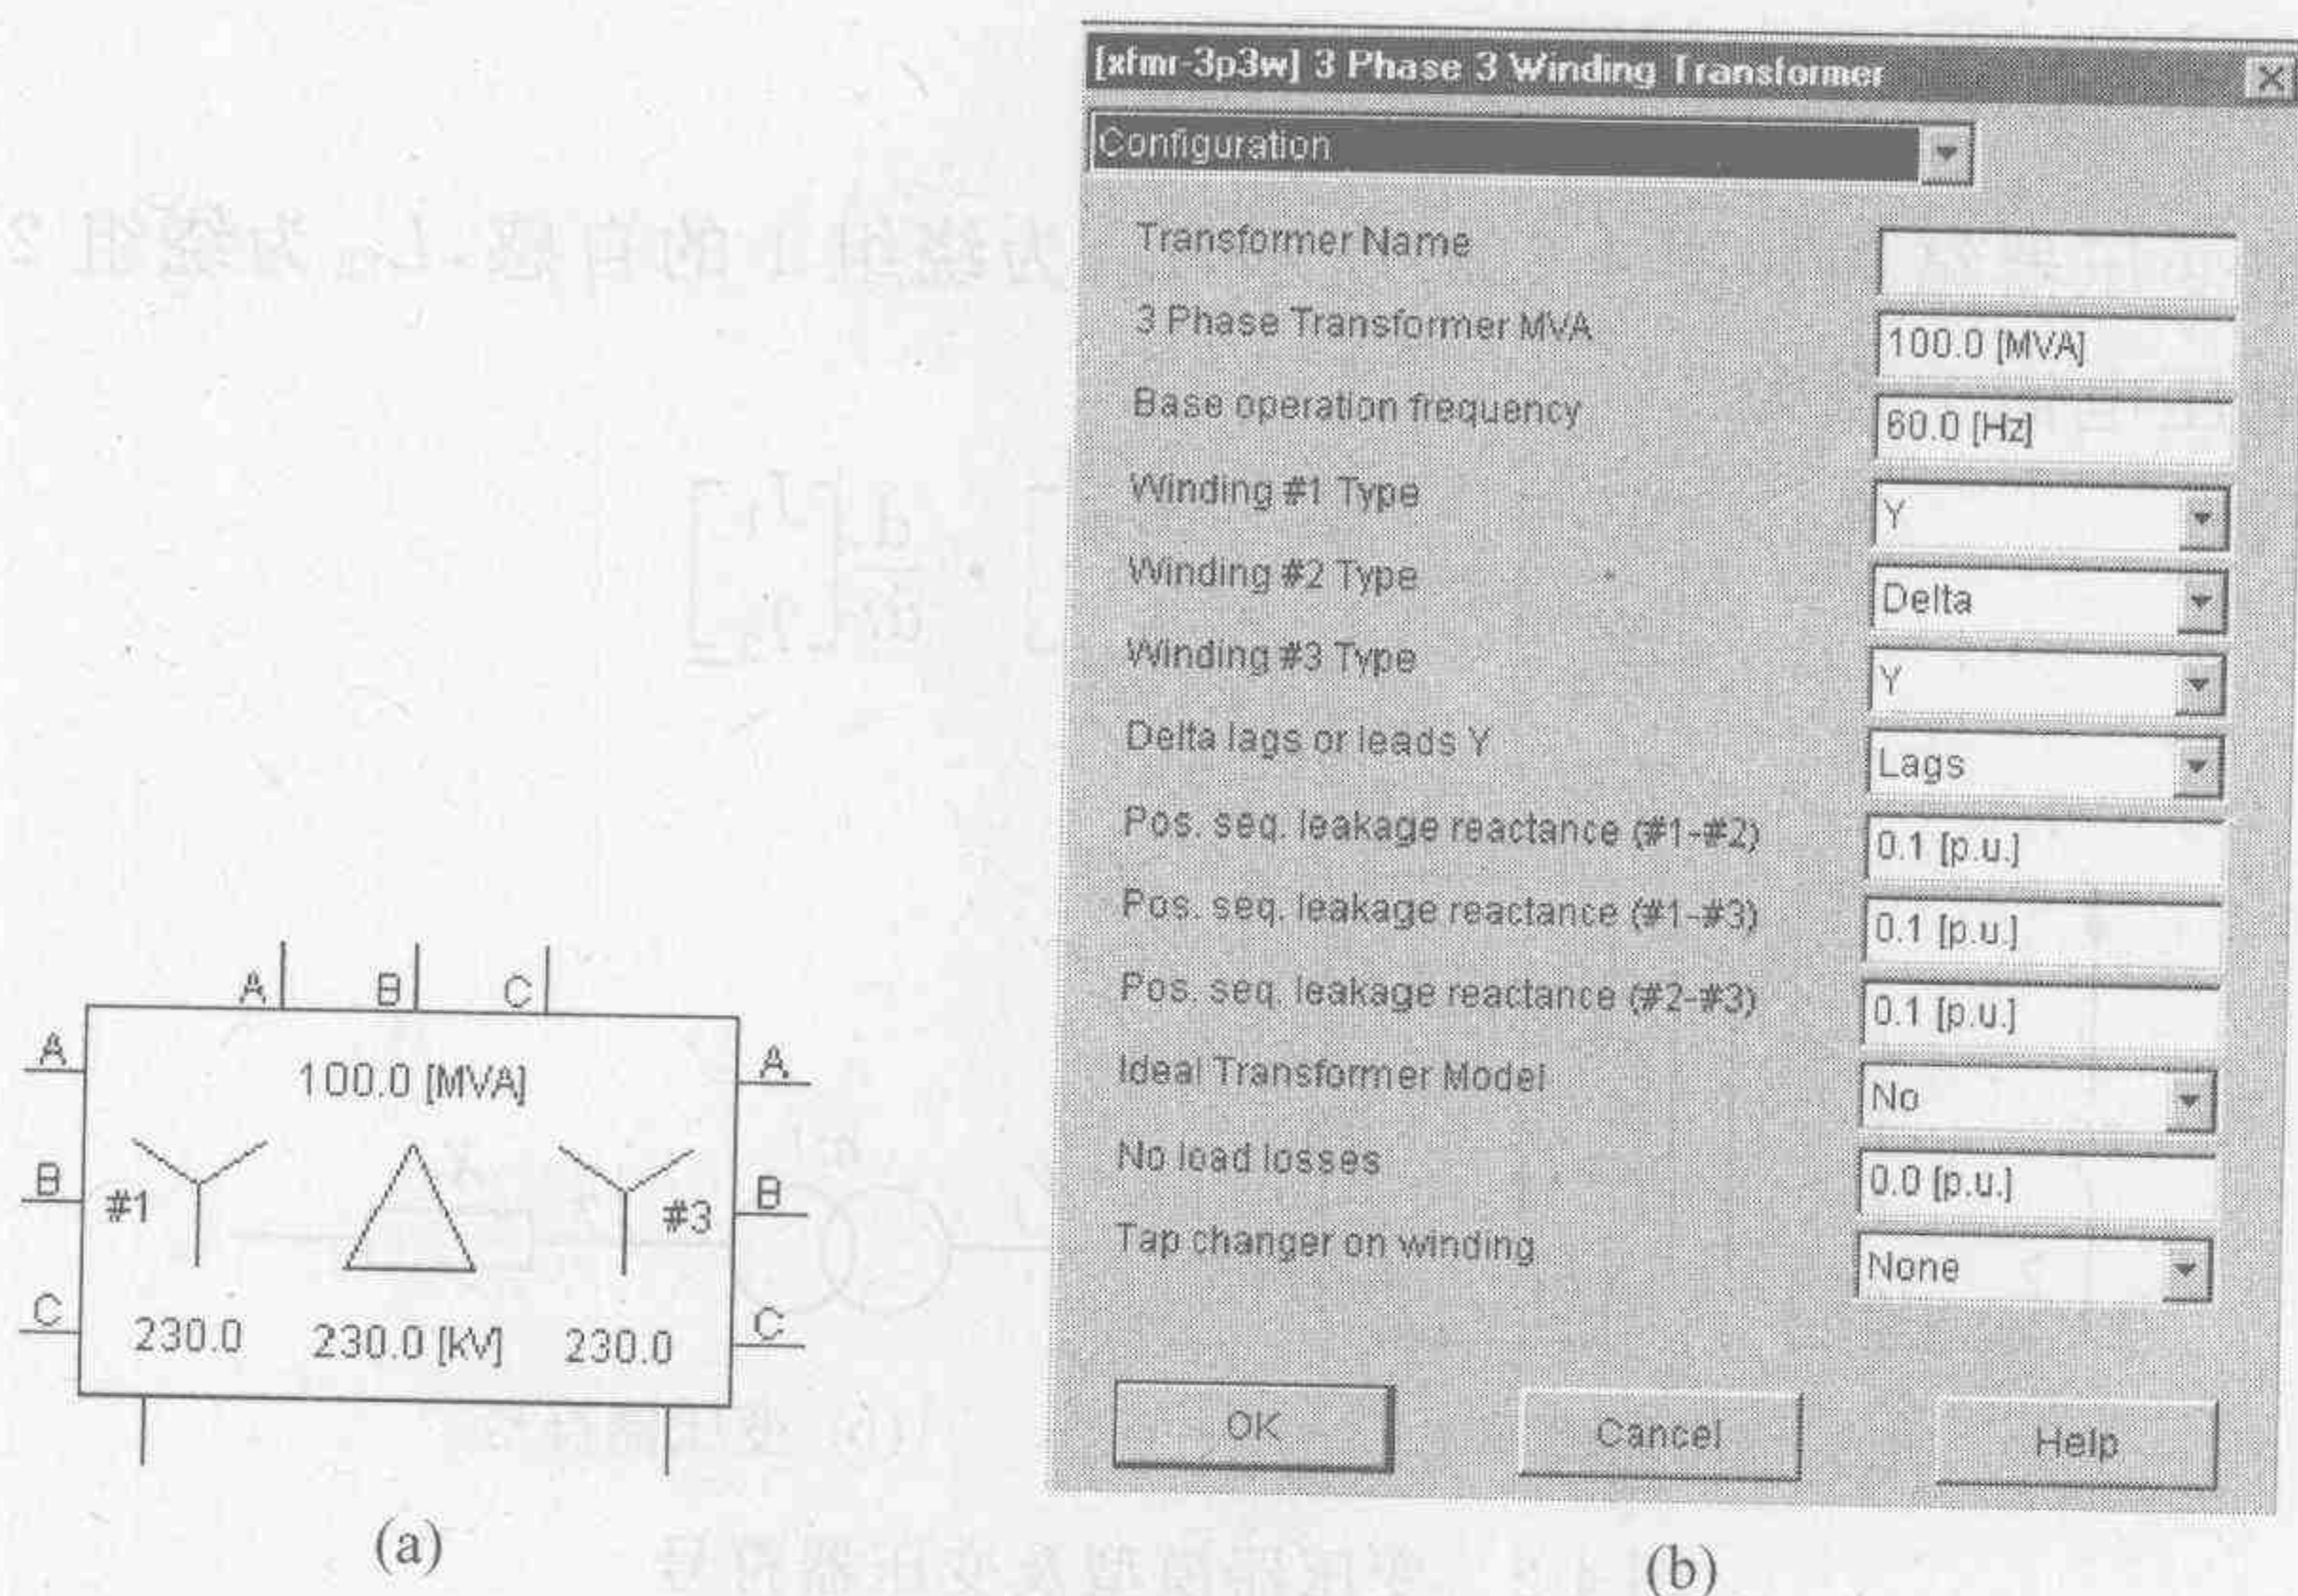 [xfmr-3p3w] 3 Phase 3 Winding Transformer
Configuration
Transformer Name
3 Phase Transformer MVA 100.0 [MVA]
Base operation frequency 60.0 [Hz]
Winding #1 Type Y
Winding #2 Type Delta
Winding #3 Type Y
Delta lags or leads Y Lags
Pos. seq. leakage reactance (#1-#2) 0.1 [p.u.]
Pos. seq. leakage reactance (#1-#3) 0.1 [p.u.]
Pos. seq. leakage reactance (#2-#3) 0.1 [p.u.]
Ideal Transformer Model No
No load losses 0.0 [p.u.]
Tap changer on winding None
OK Cancel Help
A B C
A 100.0 [MVA] A
B #1 #3 B
C 230.0 230.0 [kV] 230.0 C
(a)
(b)